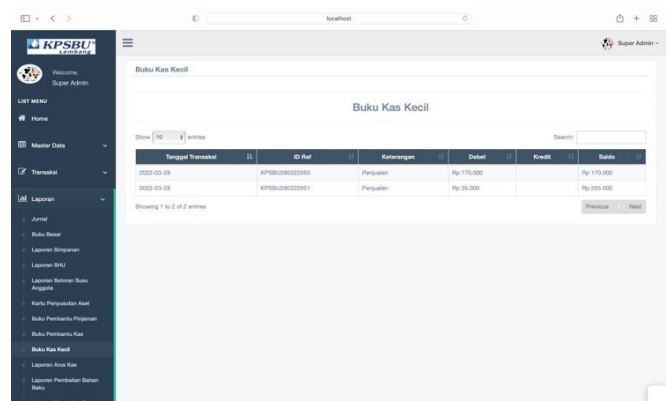 localhost
KPSBU
Lembang
Super Admin
Welcome,
Super Admin
LIST MENU
Home
Master Data
Transaksi
Laporan
Jurnal
Buku Besar
Laporan Simpanan
Laporan SHU
Laporan Setoran Susu
Anggota
Kartu Penyusutan Aset
Buku Pembantu Pinjaman
Buku Pembantu Kas
Buku Kas Kecil
Laporan Arus Kas
Laporan Pembelian Bahan
Baku
Buku Kas Kecil
Buku Kas Kecil
Show 10 entries Search:
Tanggal Transaksi ID Ref Keterangan Debet Kredit Saldo
2022-03-28 KPSBU280322050 Penjualan Rp 170.000 Rp 170.000
2022-03-28 KPSBU280322051 Penjualan Rp 35.000 Rp 205.000
Showing 1 to 2 of 2 entries Previous Next